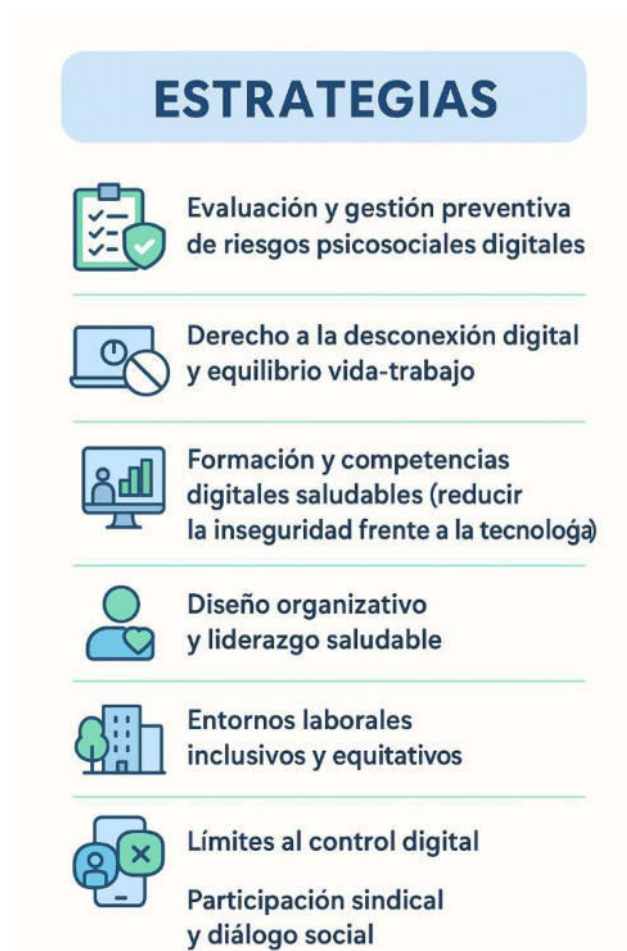 ESTRATEGIAS
Evaluación y gestión preventiva
de riesgos psicosociales digitales
Derecho a la desconexión digital
y equilibrio vida-trabajo
Formación y competencias
digitales saludables (reducir
la inseguridad frente a la tecnoloǵa)
Diseño organizativo
y liderazgo saludable
Entornos laborales
inclusivos y equitativos
Límites al control digital
Participación sindical
y diálogo social